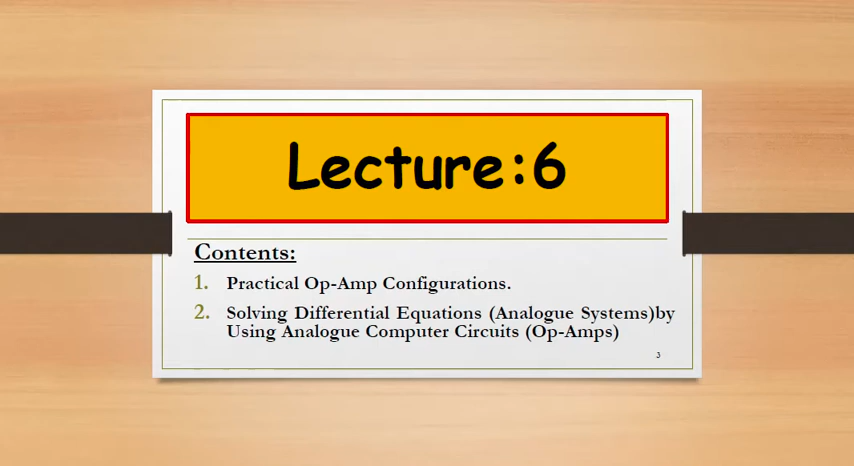 Lecture:6
Contents:
1. Practical Op-Amp Configurations.
2. Solving Differential Equations (Analogue Systems)by
Using Analogue Computer Circuits (Op-Amps)
3